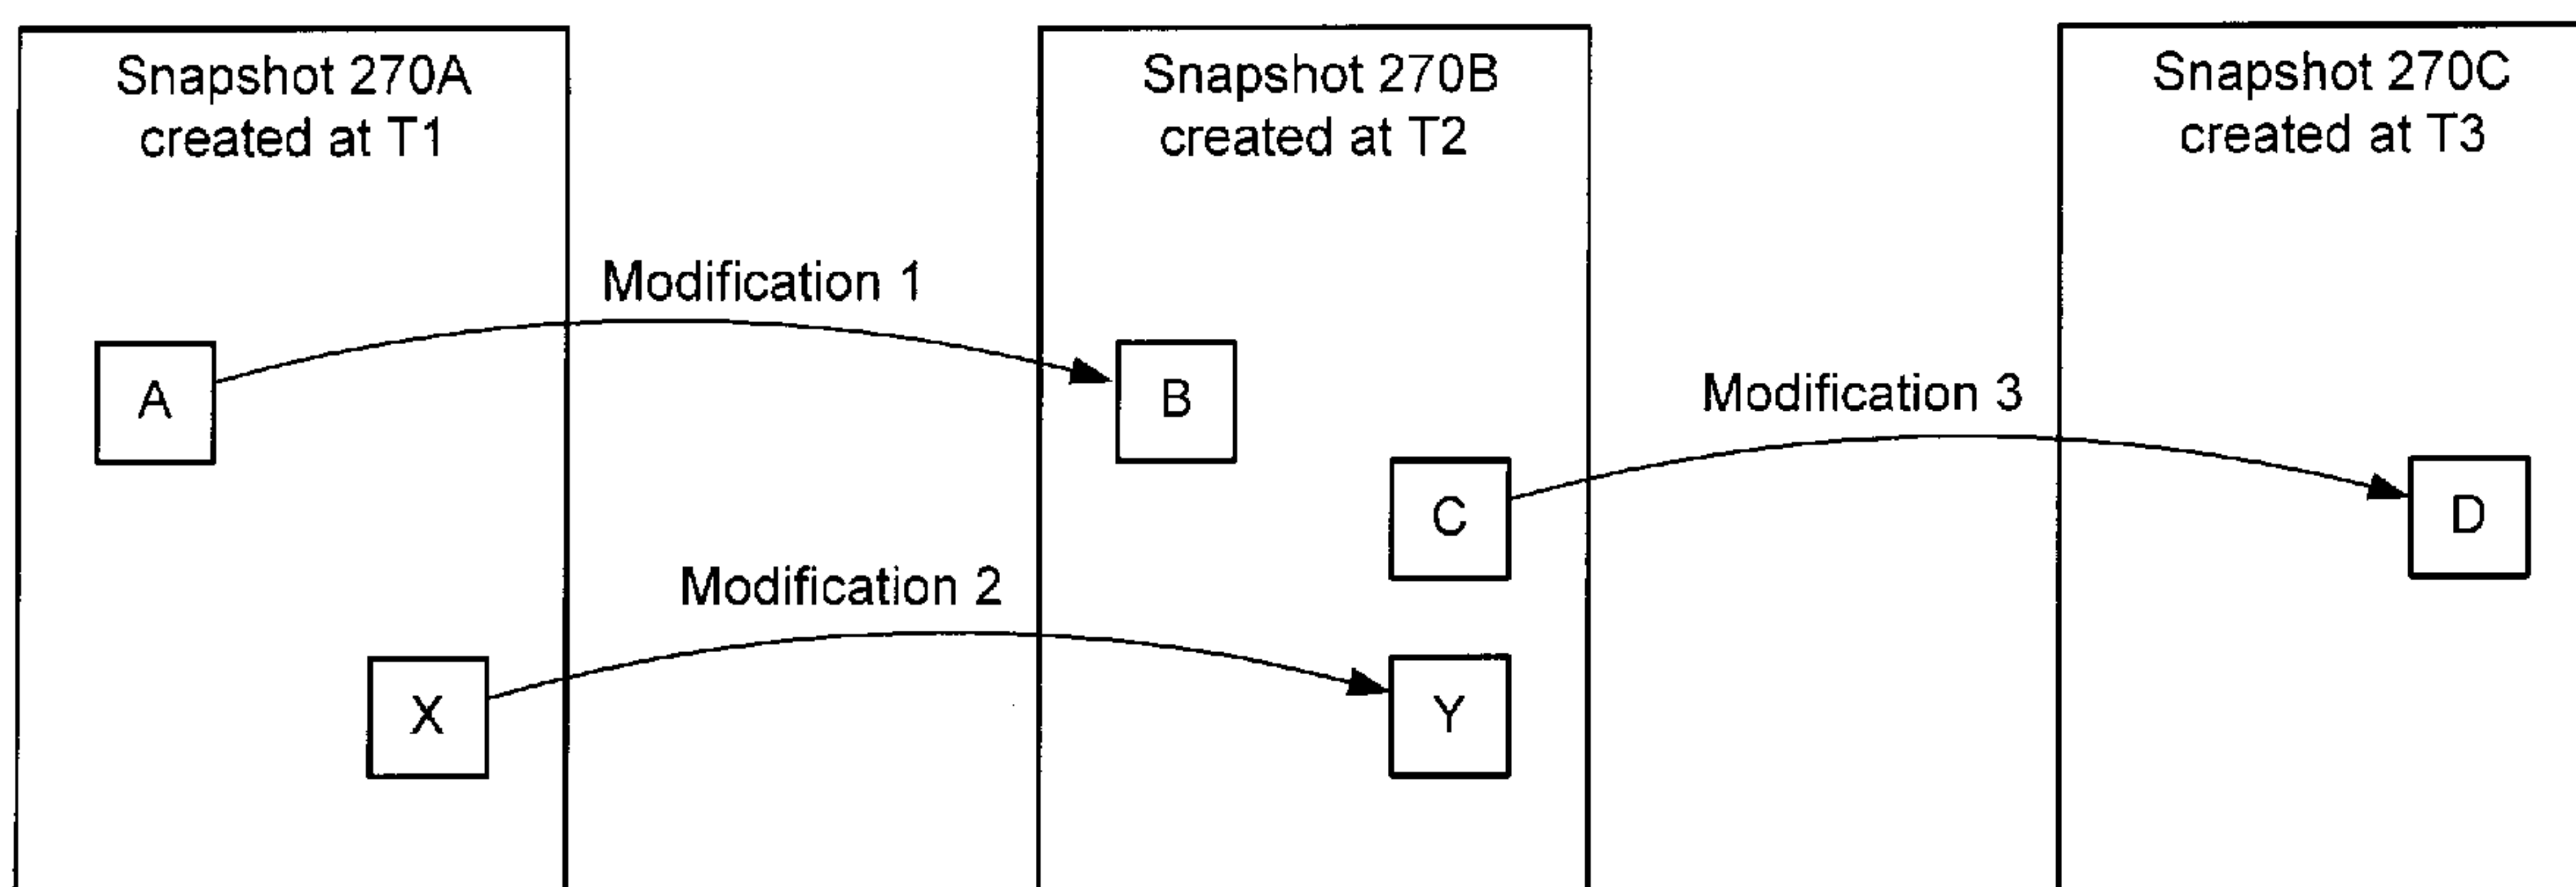 Snapshot 270A
created at T1
Snapshot 270B
created at T2
Snapshot 270C
created at T3
Modification 1
A
B
Modification 3
C
D
Modification 2
X
Y